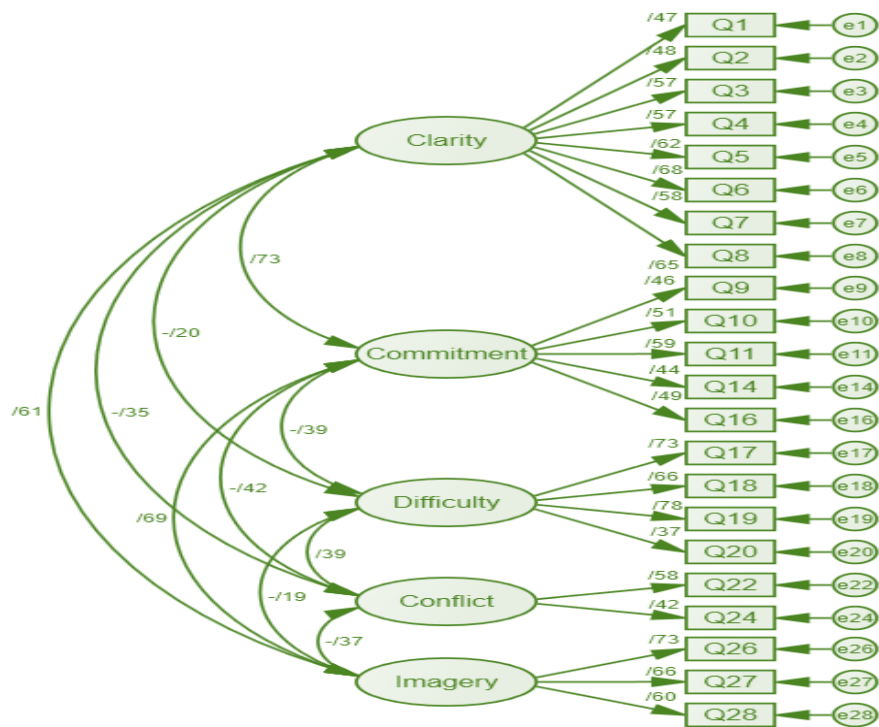 /47 Q1 e1
/48 Q2 e2
/57 Q3 e3
/57 Q4 e4
Clarity
/62 Q5 e5
/68 Q6 e6
/58 Q7 e7
Q8 e8
/73
/65
/46 Q9 e9
/51 Q10 e10
-/20
Commitment
/59 Q11 e11
/44 Q14 e14
/61
-/35
/49 Q16 e16
-/39
/73 Q17 e17
-/42
/66 Q18 e18
Difficulty
/78 Q19 e19
/69
/39
/37 Q20 e20
/58 Q22 e22
-/19
Conflict
/42 Q24 e24
-/37
/73 Q26 e26
Imagery
/66 Q27 e27
/60 Q28 e28